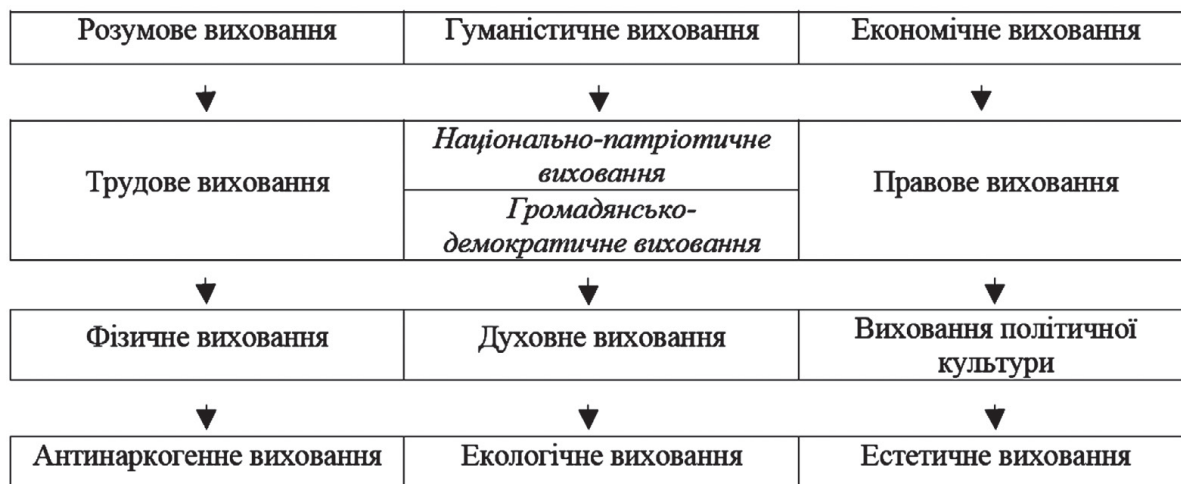 Розумове виховання
Гуманістичне виховання
Економічне виховання
Трудове виховання
Національно-патріотичне
виховання
Громадянсько-
демократичне виховання
Правове виховання
Фізичне виховання
Духовне виховання
Виховання політичної
культури
Антинаркогенне виховання
Екологічне виховання
Естетичне виховання